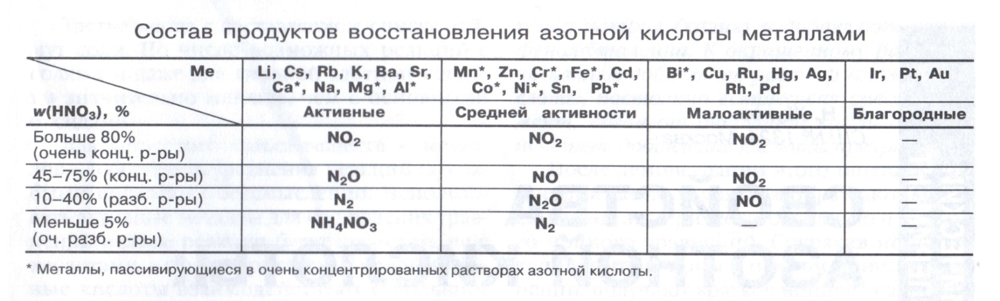 Состав продуктов восстановления азотной кислоты металлами
Me
Li, Cs, Rb, K, Ba, Sr,
Ca*, Na, Mg*, Al*
Mn*, Zn, Cr*, Fe*, Cd,
Co*, Ni*, Sn, Pb*
Bi*, Cu, Ru, Hg, Ag,
Rh, Pd
Ir, Pt, Au
w(HNO₃), %
Активные
Средней активности
Малоактивные
Благородные
Больше 80%
(очень конц. р-ры)
NO₂
NO₂
NO₂
—
45–75% (конц. р-ры)
N₂O
NO
NO₂
—
10–40% (разб. р-ры)
N₂
N₂O
NO
—
Меньше 5%
(оч. разб. р-ры)
NH₄NO₃
N₂
—
—
* Металлы, пассивирующиеся в очень концентрированных растворах азотной кислоты.